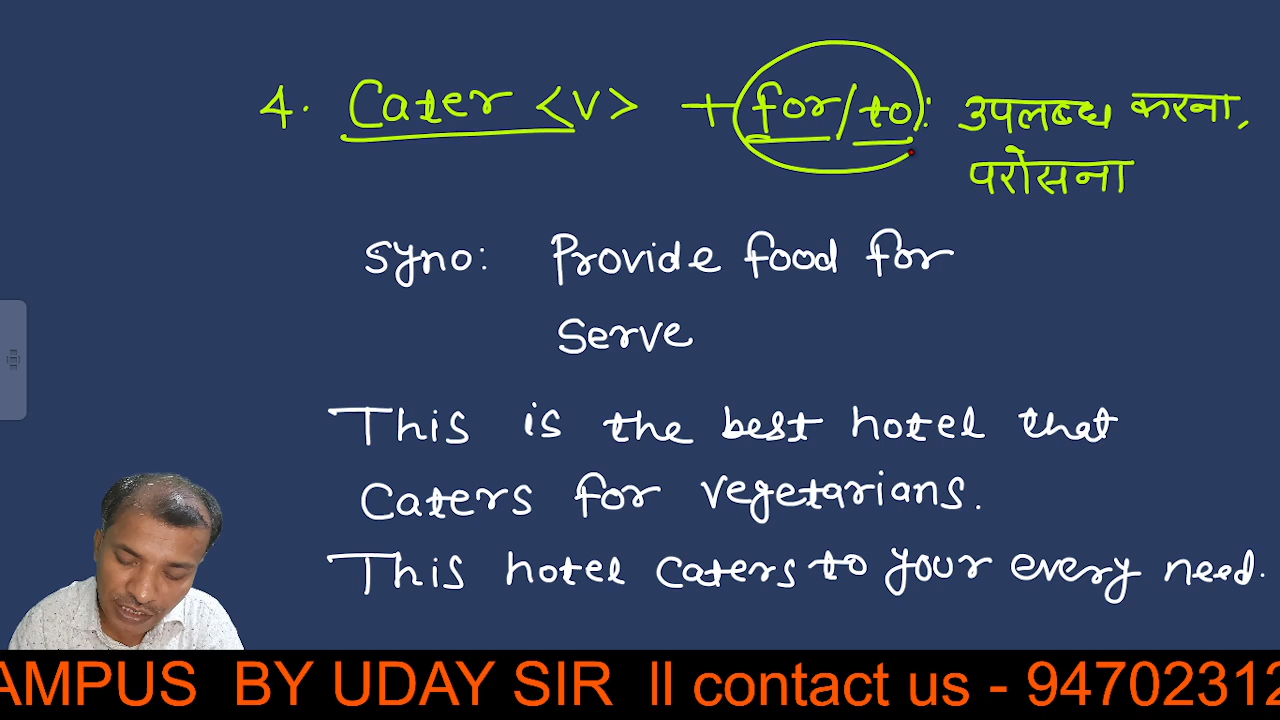 4. Cater <v> + for/to: उपलब्ध करना,
परोसना
Syno: Provide food for
Serve
This is the best hotel that
Caters for vegetarians.
This hotel caters to your every need.
AMPUS BY UDAY SIR ll contact us - 9470231